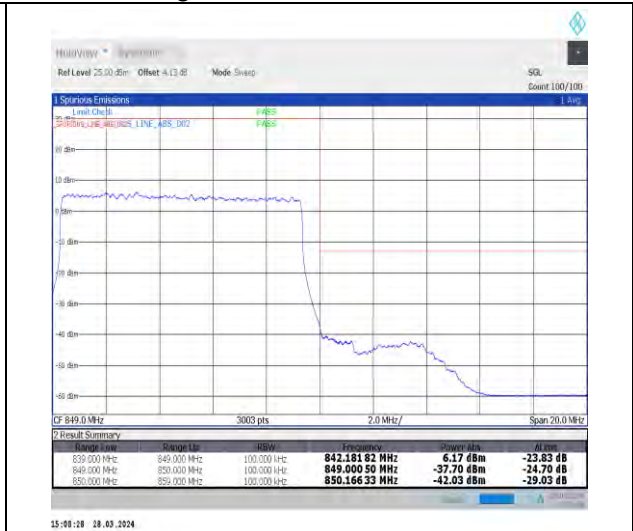 MultiView Spectrum
Ref Level 25.00 dBm Offset 4.13 dB Mode Sweep SGL
Count 100/100
1 Spurious Emissions 1 Avg
Limit Check PASS
LINE_ABS_D02 PASS
20 dBm
10 dBm
0 dBm
-10 dBm
-20 dBm
-30 dBm
-40 dBm
-50 dBm
-60 dBm
CF 849.0 MHz 3003 pts 2.0 MHz/ Span 20.0 MHz
2 Result Summary
Range Low Range Up RBW Frequency Power Abs ΔLimit
839.000 MHz 849.000 MHz 100.000 kHz 842.181 82 MHz 6.17 dBm -23.83 dB
849.000 MHz 850.000 MHz 100.000 kHz 849.000 50 MHz -37.70 dBm -24.70 dB
850.000 MHz 859.000 MHz 100.000 kHz 850.166 33 MHz -42.03 dBm -29.03 dB
15:08:28 28.03.2024